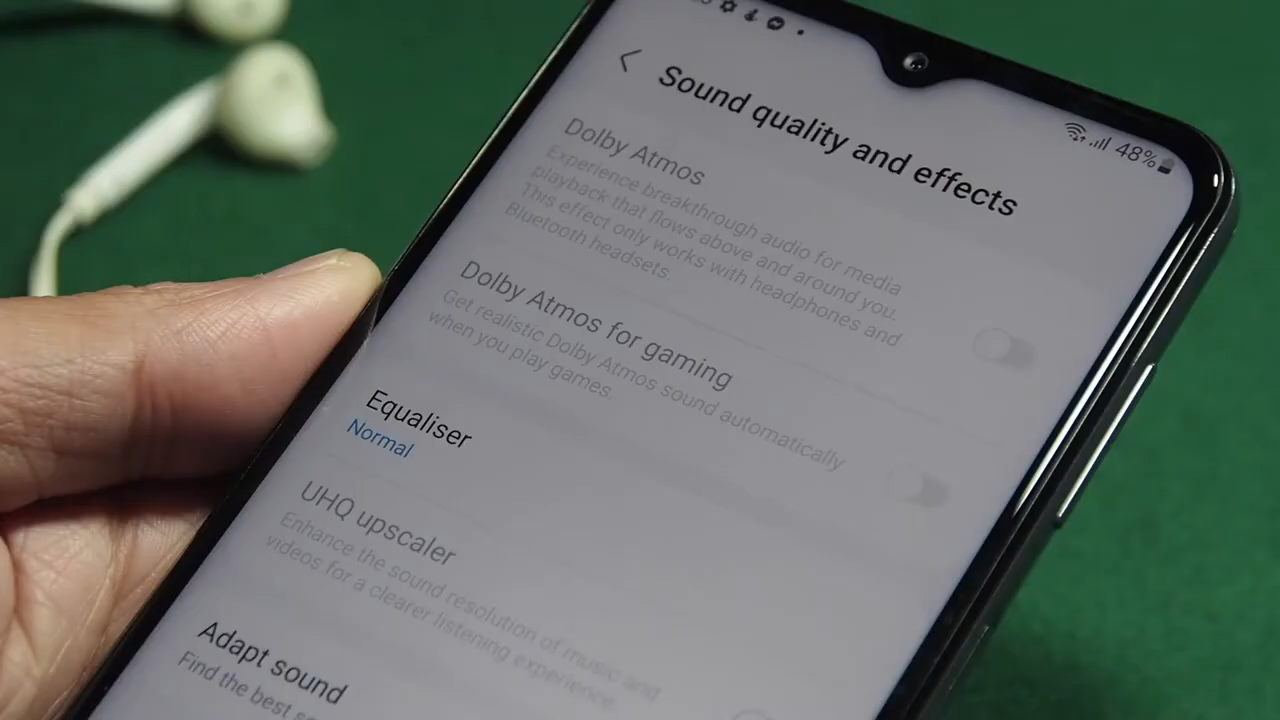 48%
Sound quality and effects
Dolby Atmos
Experience breakthrough audio for media
playback that flows above and around you.
This effect only works with headphones and
Bluetooth headsets.
Dolby Atmos for gaming
Get realistic Dolby Atmos sound automatically
when you play games.
Equaliser
Normal
UHQ upscaler
Enhance the sound resolution of music and
videos for a clearer listening experience.
Adapt sound
Find the best